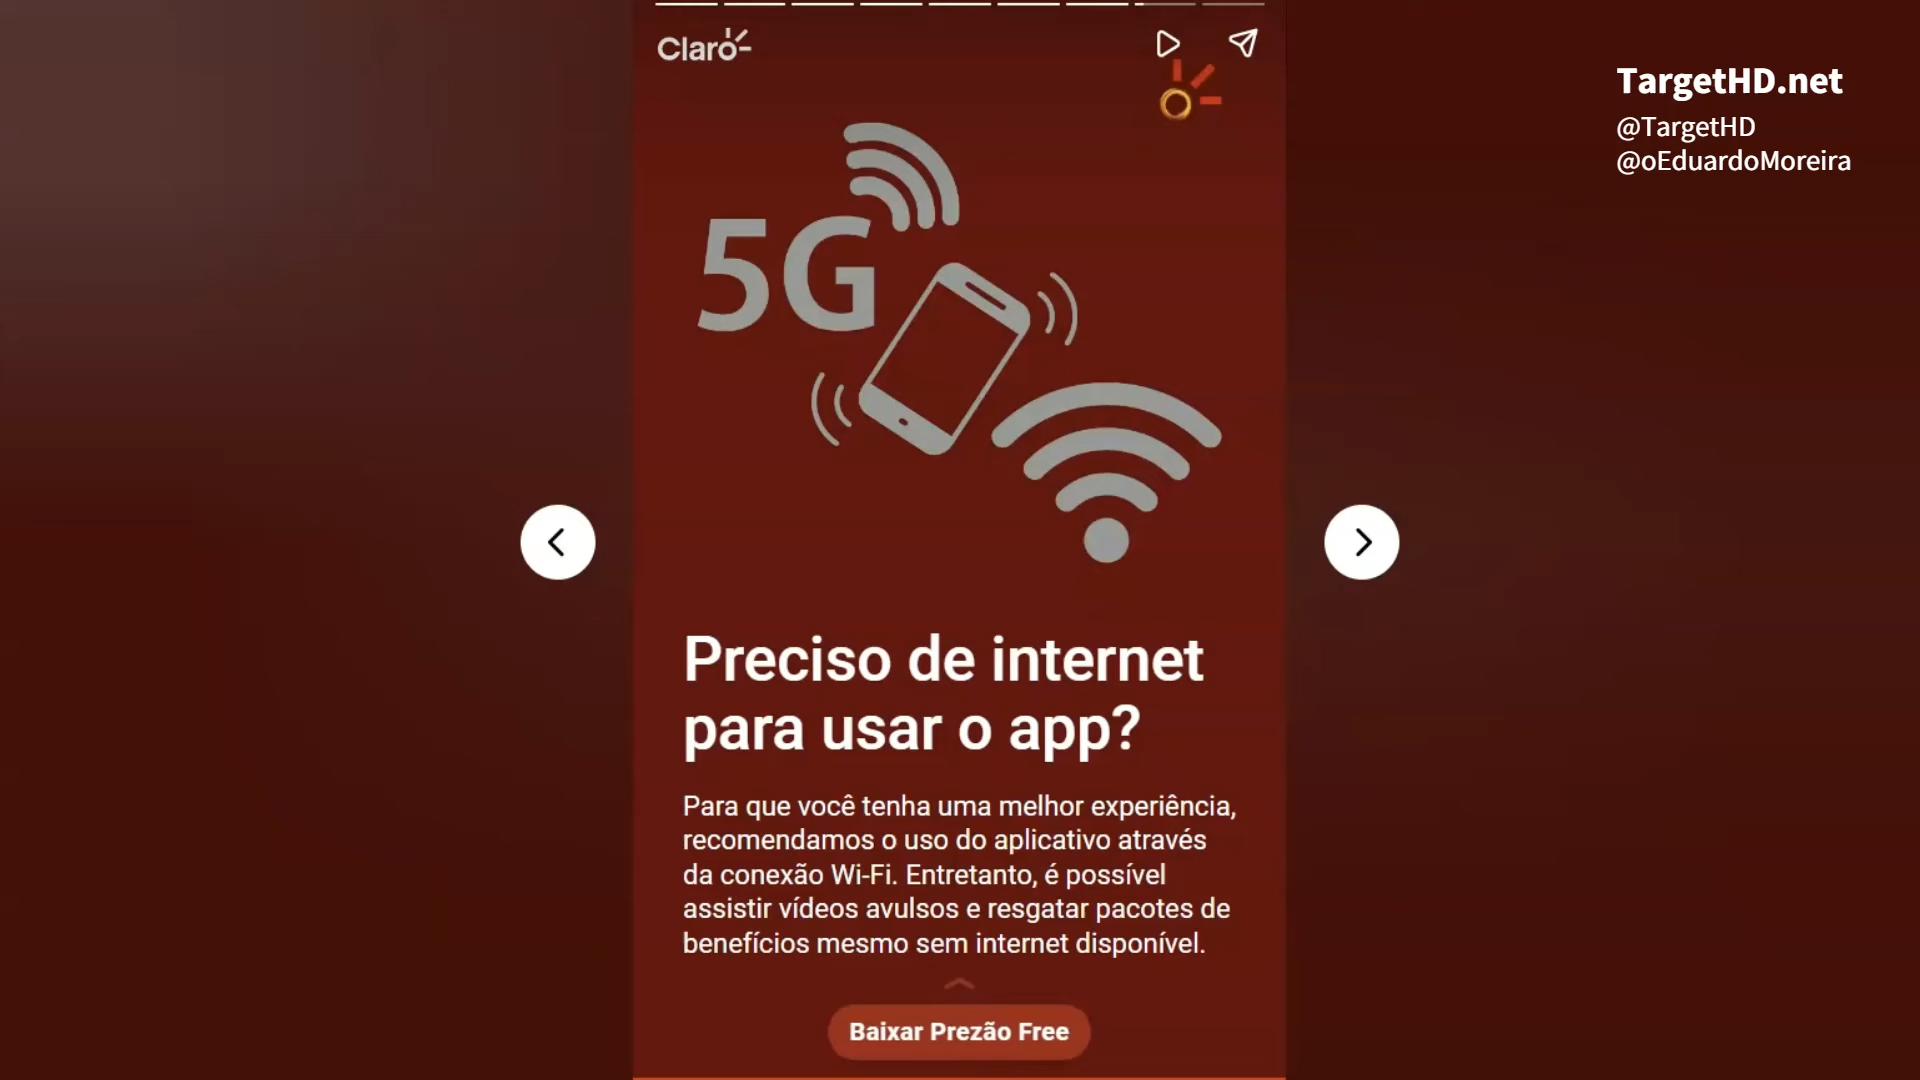 Claro
TargetHD.net
@TargetHD
@oEduardoMoreira
5G
Preciso de internet
para usar o app?
Para que você tenha uma melhor experiência,
recomendamos o uso do aplicativo através
da conexão Wi-Fi. Entretanto, é possível
assistir vídeos avulsos e resgatar pacotes de
benefícios mesmo sem internet disponível.
Baixar Prezão Free